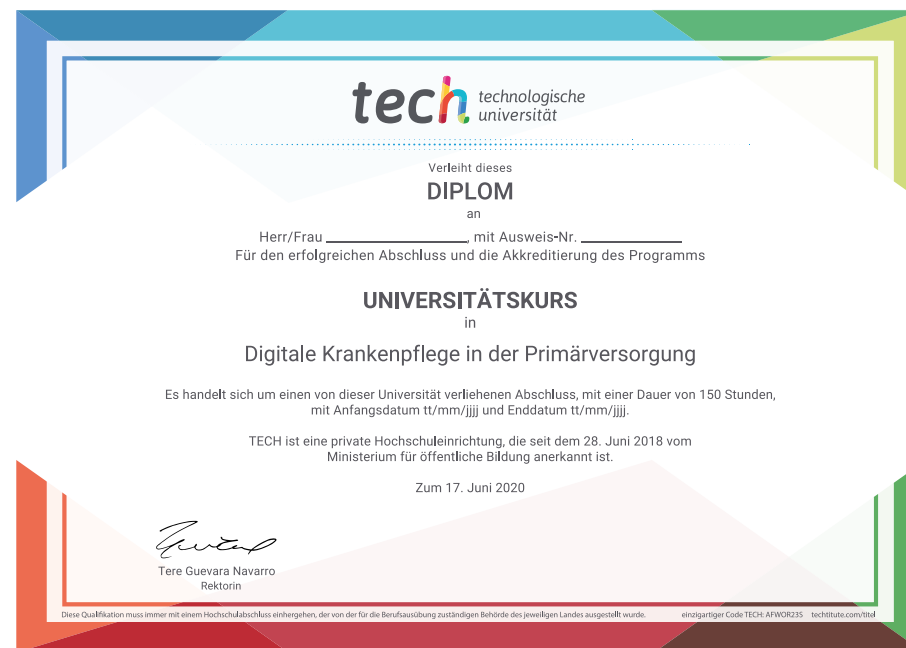 tech technologische
universität
Verleiht dieses
DIPLOM
an
Herr/Frau ____________________, mit Ausweis-Nr. ______________
Für den erfolgreichen Abschluss und die Akkreditierung des Programms
UNIVERSITÄTSKURS
in
Digitale Krankenpflege in der Primärversorgung
Es handelt sich um einen von dieser Universität verliehenen Abschluss, mit einer Dauer von 150 Stunden,
mit Anfangsdatum tt/mm/jjjj und Enddatum tt/mm/jjjj.
TECH ist eine private Hochschuleinrichtung, die seit dem 28. Juni 2018 vom
Ministerium für öffentliche Bildung anerkannt ist.
Zum 17. Juni 2020
Tere Guevara Navarro
Rektorin
Diese Qualifikation muss immer mit einem Hochschulabschluss einhergehen, der von der für die Berufsausübung zuständigen Behörde des jeweiligen Landes ausgestellt wurde. einzigartiger Code TECH: AFWOR23S techtitute.com/titel